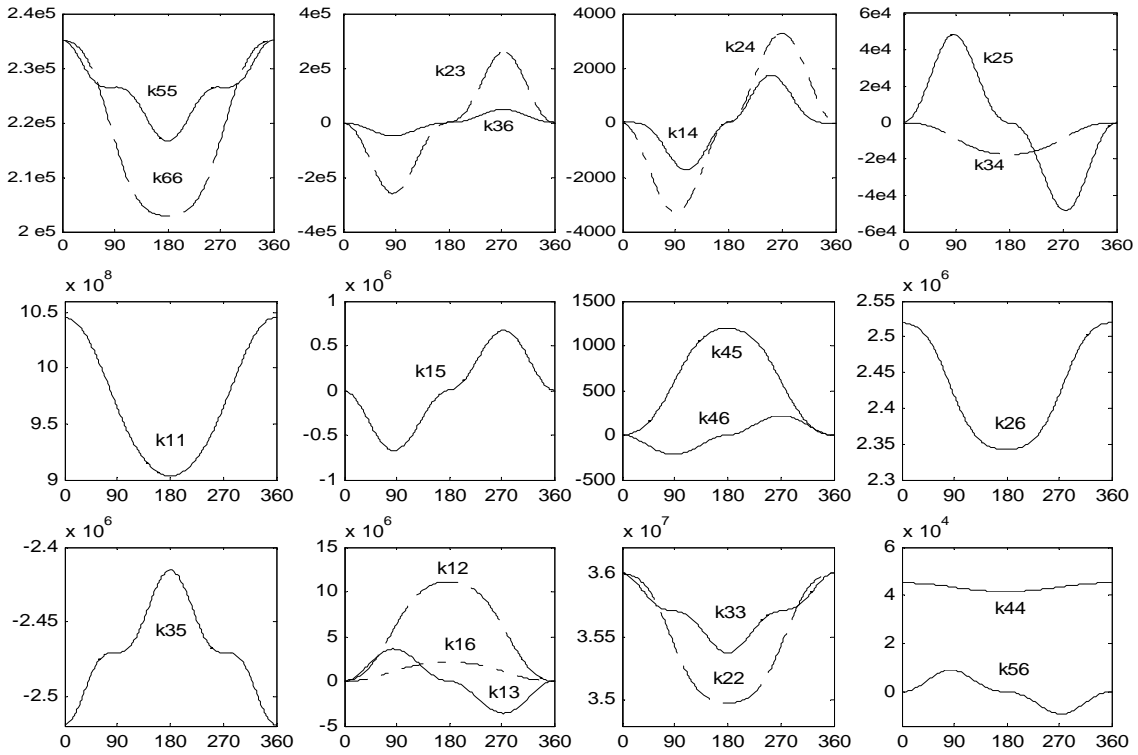 2.4e5
2.3e5
2.2e5
2.1e5
2 e5
k55
k66
0 90 180 270 360
4e5
2e5
0
-2e5
-4e5
k23
k36
0 90 180 270 360
4000
2000
0
-2000
-4000
k24
k14
0 90 180 270 360
6e4
4e4
2e4
0
-2e4
-4e4
-6e4
k25
k34
0 90 180 270 360
x 10^8
10.5
10
9.5
9
k11
0 90 180 270 360
x 10^6
1
0.5
0
-0.5
-1
k15
0 90 180 270 360
1500
1000
500
0
-500
k45
k46
0 90 180 270 360
x 10^6
2.55
2.5
2.45
2.4
2.35
2.3
k26
0 90 180 270 360
x 10^6
-2.4
-2.45
-2.5
k35
0 90 180 270 360
x 10^6
15
10
5
0
-5
k12
k16
k13
0 90 180 270 360
x 10^7
3.6
3.55
3.5
k33
k22
0 90 180 270 360
x 10^4
6
4
2
0
k44
k56
0 90 180 270 360